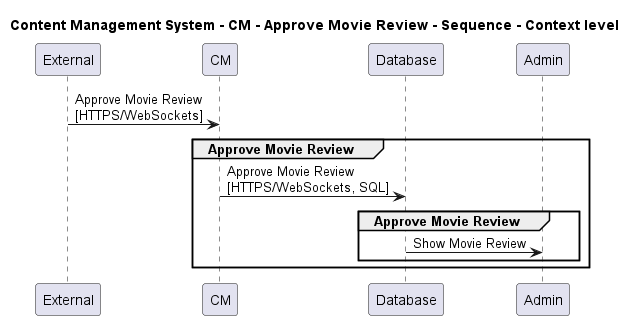 Content Management System - CM - Approve Movie Review - Sequence - Context level
External CM Database Admin
Approve Movie Review
[HTTPS/WebSockets]
Approve Movie Review
Approve Movie Review
[HTTPS/WebSockets, SQL]
Approve Movie Review
Show Movie Review
External CM Database Admin